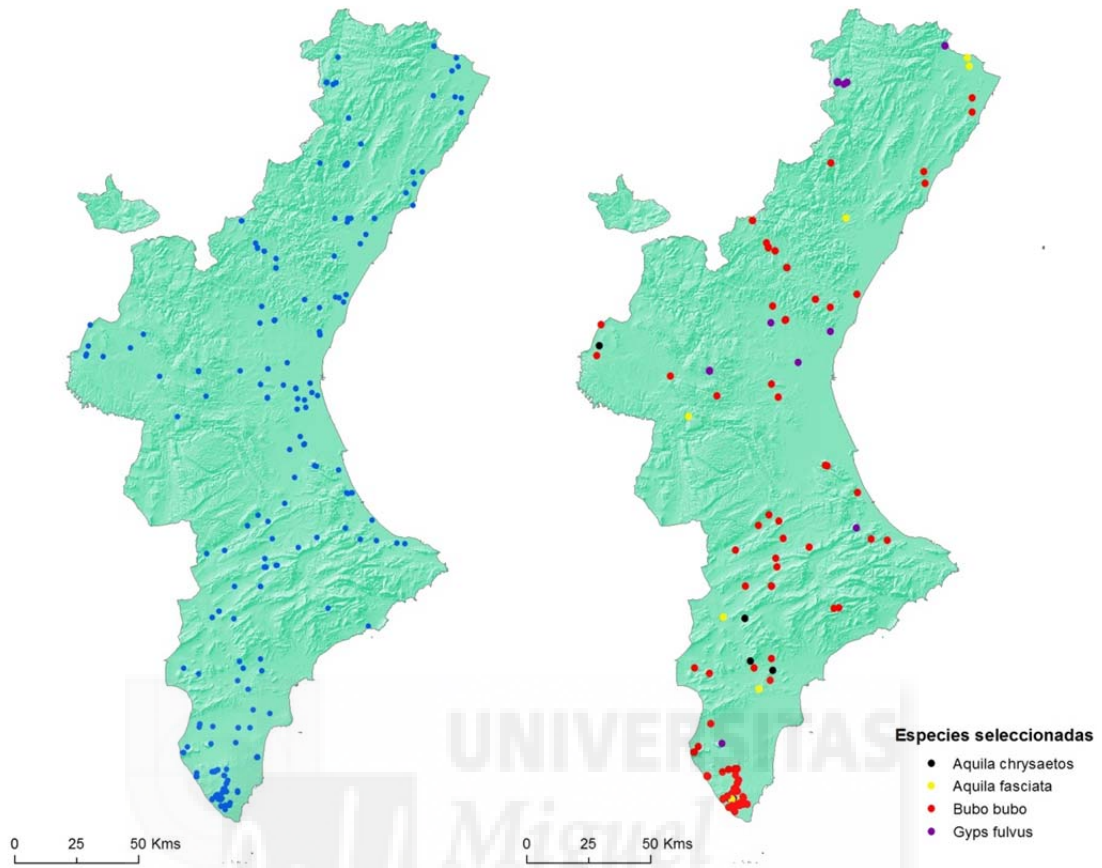 UNIVERSITAS
Miguel
Especies seleccionadas
Aquila chrysaetos
Aquila fasciata
Bubo bubo
Gyps fulvus
0 25 50 Kms
0 25 50 Kms